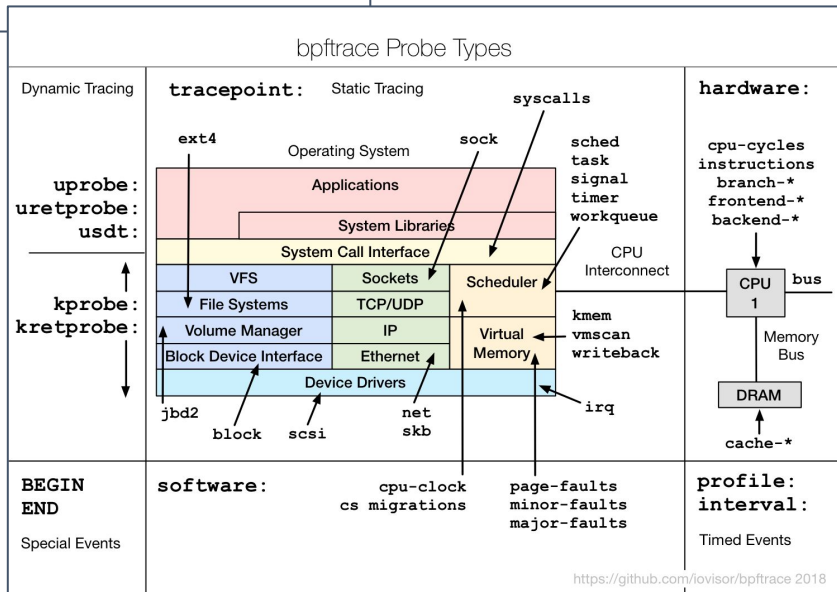 bpftrace Probe Types
Dynamic Tracing
tracepoint: Static Tracing
hardware:
syscalls
ext4
sock
Operating System
sched
task
signal
timer
workqueue
cpu-cycles
instructions
branch-*
frontend-*
backend-*
uprobe:
uretprobe:
usdt:
Applications
System Libraries
System Call Interface
CPU
Interconnect
kprobe:
kretprobe:
VFS
Sockets
Scheduler
File Systems
TCP/UDP
Volume Manager
IP
Virtual
Memory
Block Device Interface
Ethernet
Device Drivers
kmem
vmscan
writeback
CPU
1
bus
Memory
Bus
DRAM
jbd2
block
scsi
net
skb
irq
cache-*
BEGIN
END
Special Events
software:
cpu-clock
cs migrations
page-faults
minor-faults
major-faults
profile:
interval:
Timed Events
https://github.com/iovisor/bpftrace 2018